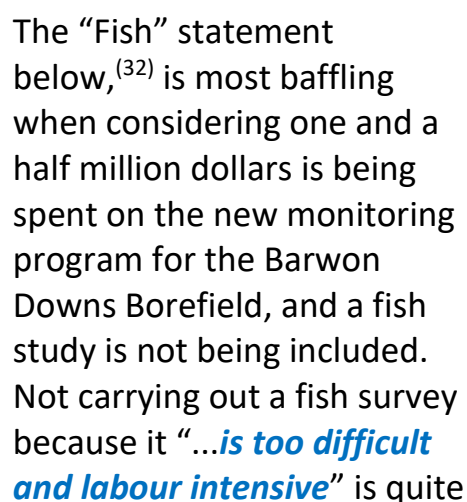 The “Fish” statement
below,(32) is most baffling
when considering one and a
half million dollars is being
spent on the new monitoring
program for the Barwon
Downs Borefield, and a fish
study is not being included.
Not carrying out a fish survey
because it “...is too difficult
and labour intensive” is quite